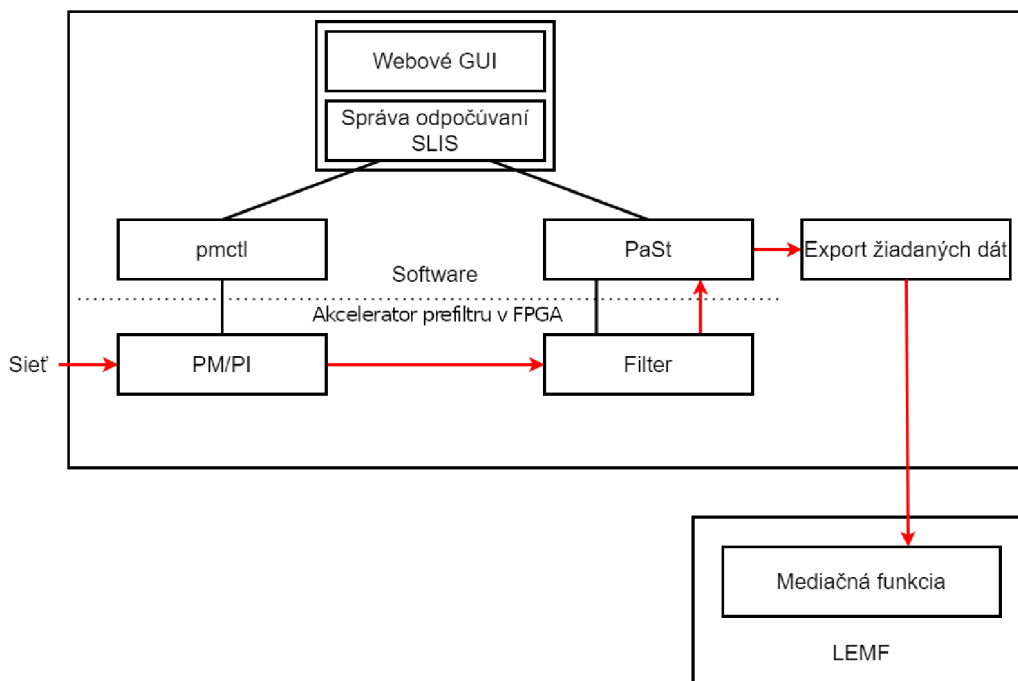 Webové GUI
Správa odpočúvaní
SLIS
pmctl
PaSt
Export žiadaných dát
Software
Akcelerator prefiltru v FPGA
Sieť
PM/PI
Filter
Mediačná funkcia
LEMF